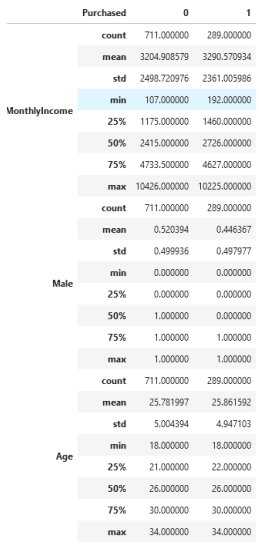 Purchased 0 1
count 711.000000 289.000000
mean 3204.908579 3290.570934
std 2498.720976 2361.005986
MonthlyIncome min 107.000000 192.000000
25% 1175.000000 1460.000000
50% 2415.000000 2726.000000
75% 4733.500000 4627.000000
max 10426.000000 10225.000000
count 711.000000 289.000000
mean 0.520394 0.446367
std 0.499936 0.497977
min 0.000000 0.000000
Male 25% 0.000000 0.000000
50% 1.000000 0.000000
75% 1.000000 1.000000
max 1.000000 1.000000
count 711.000000 289.000000
mean 25.781997 25.861592
std 5.004394 4.947103
Age min 18.000000 18.000000
25% 21.000000 22.000000
50% 26.000000 26.000000
75% 30.000000 30.000000
max 34.000000 34.000000